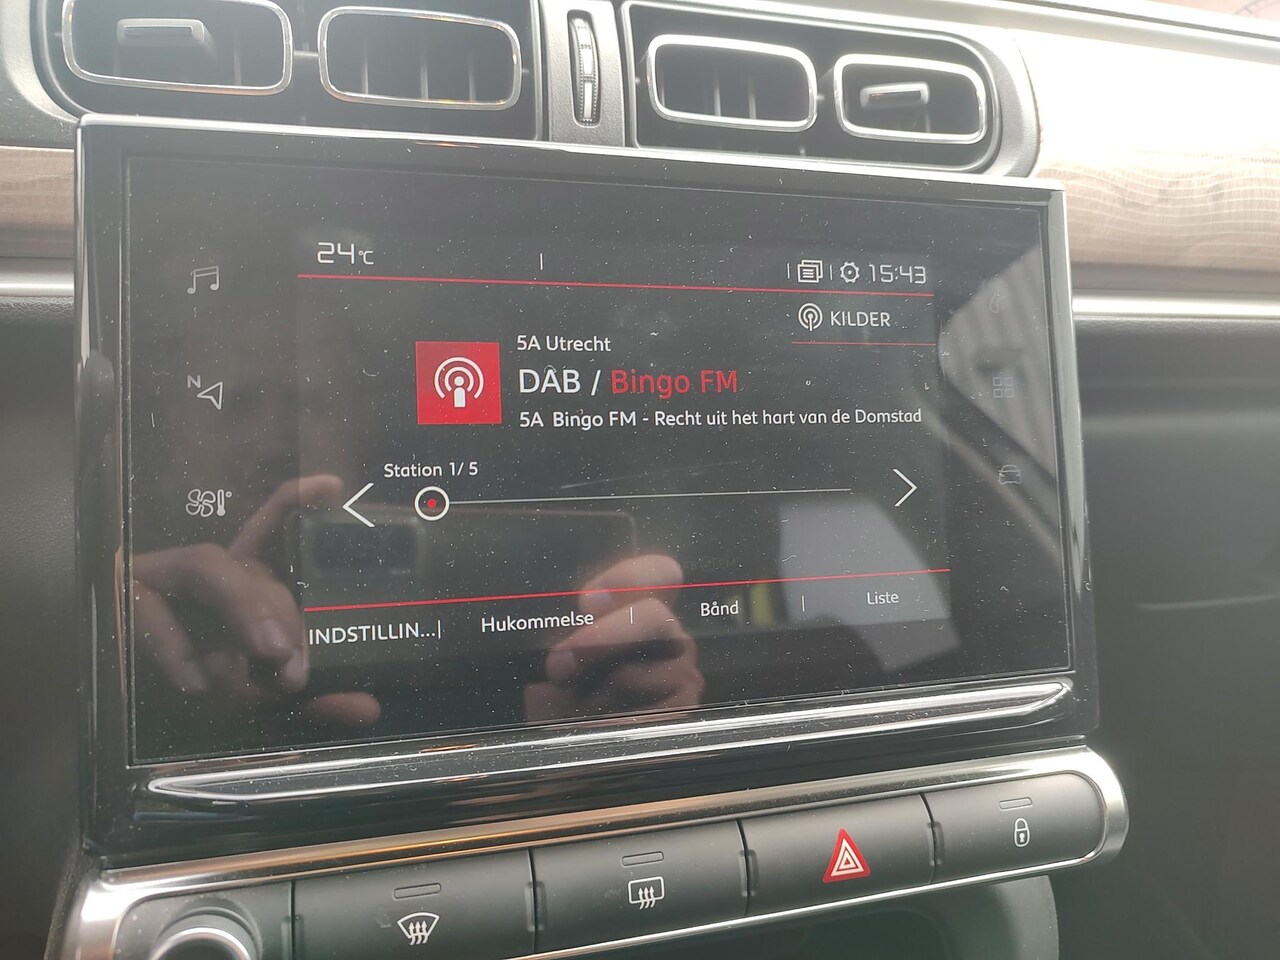 24°C
15:43
KILDER
5A Utrecht
DAB / Bingo FM
5A Bingo FM - Recht uit het hart van de Domstad
Station 1/5
INDSTILLIN... Hukommelse Bånd Liste
N